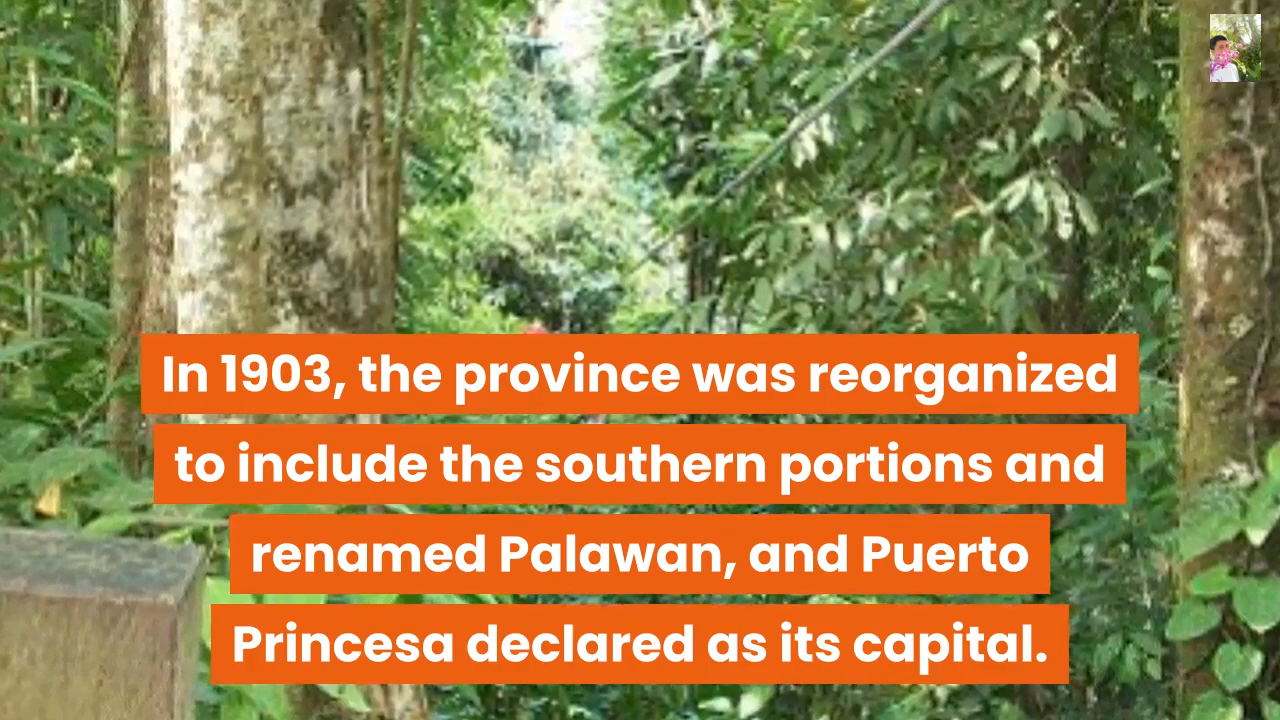 In 1903, the province was reorganized
to include the southern portions and
renamed Palawan, and Puerto
Princesa declared as its capital.